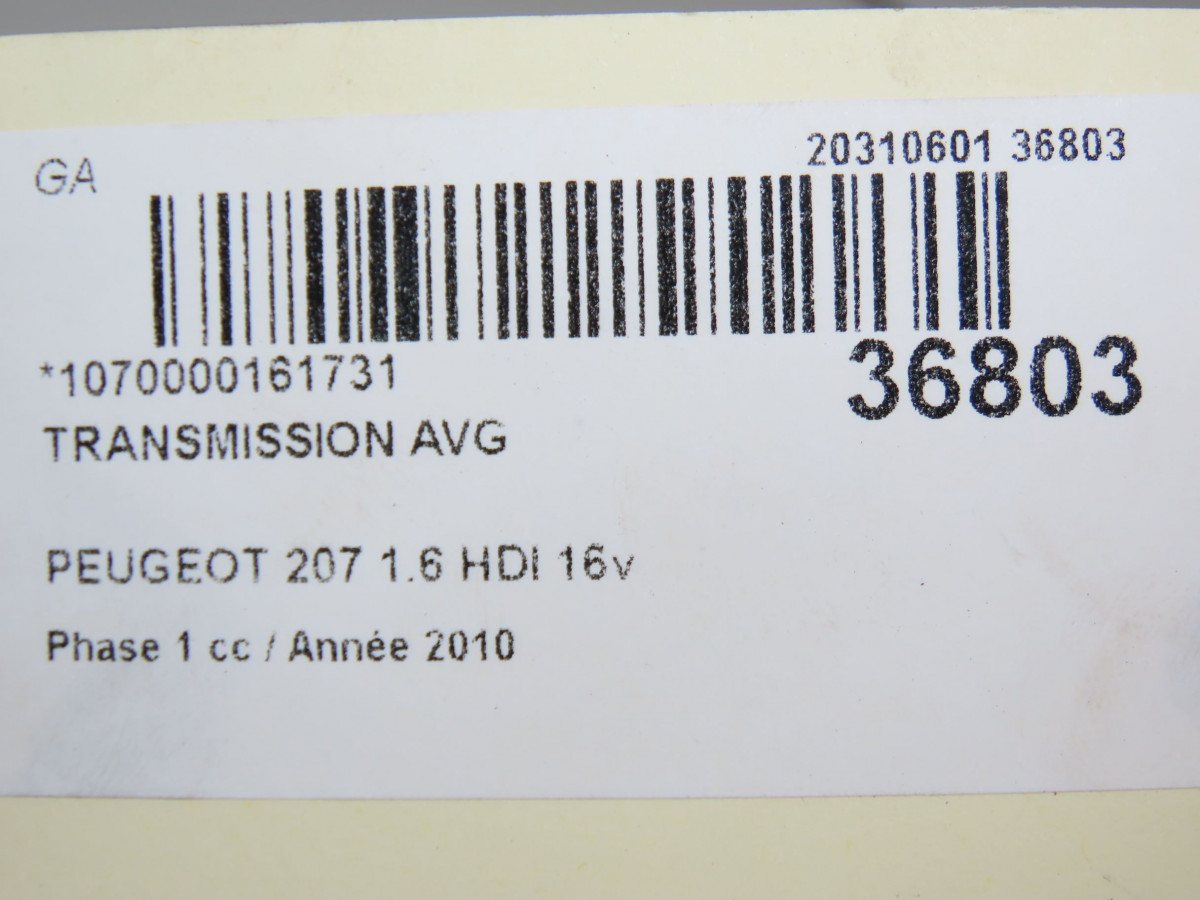 GA
20310601 36803
*1070000161731
36803
TRANSMISSION AVG
PEUGEOT 207 1.6 HDI 16v
Phase 1 cc / Année 2010